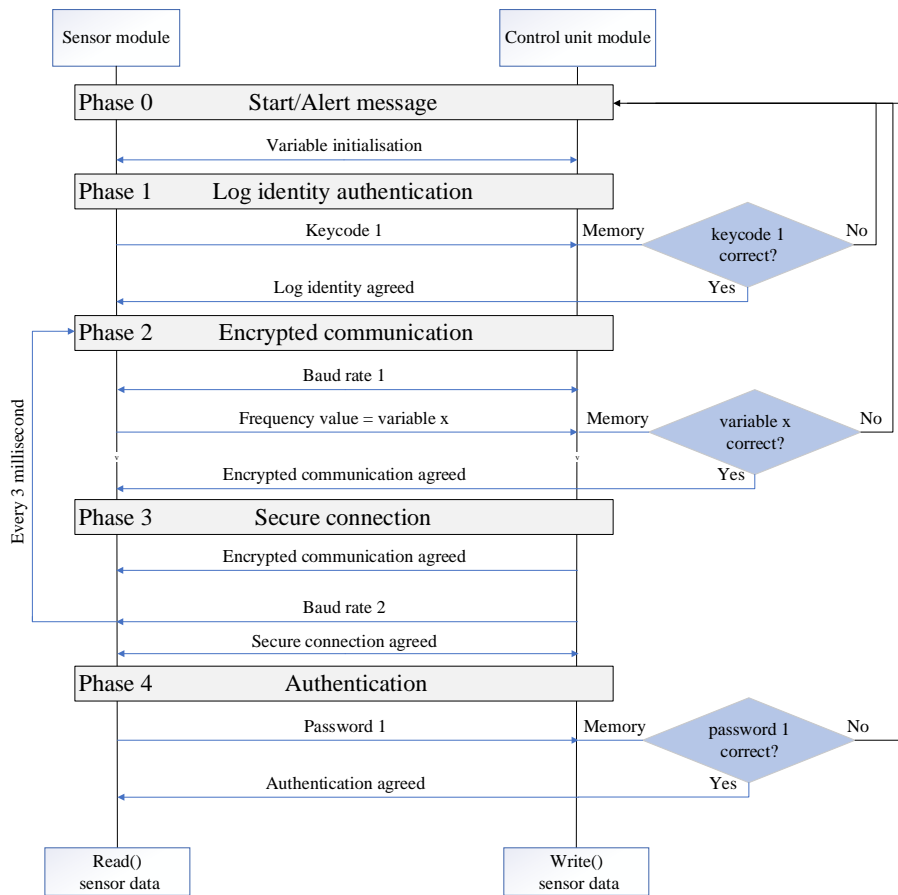 Sensor module
Control unit module
Phase 0 Start/Alert message
Variable initialisation
Phase 1 Log identity authentication
Keycode 1
Memory
keycode 1
correct?
No
Log identity agreed
Yes
Phase 2 Encrypted communication
Every 3 millisecond
Baud rate 1
Frequency value = variable x
Memory
variable x
correct?
No
Encrypted communication agreed
Yes
Phase 3 Secure connection
Encrypted communication agreed
Baud rate 2
Secure connection agreed
Phase 4 Authentication
Password 1
Memory
password 1
correct?
No
Authentication agreed
Yes
Read()
sensor data
Write()
sensor data